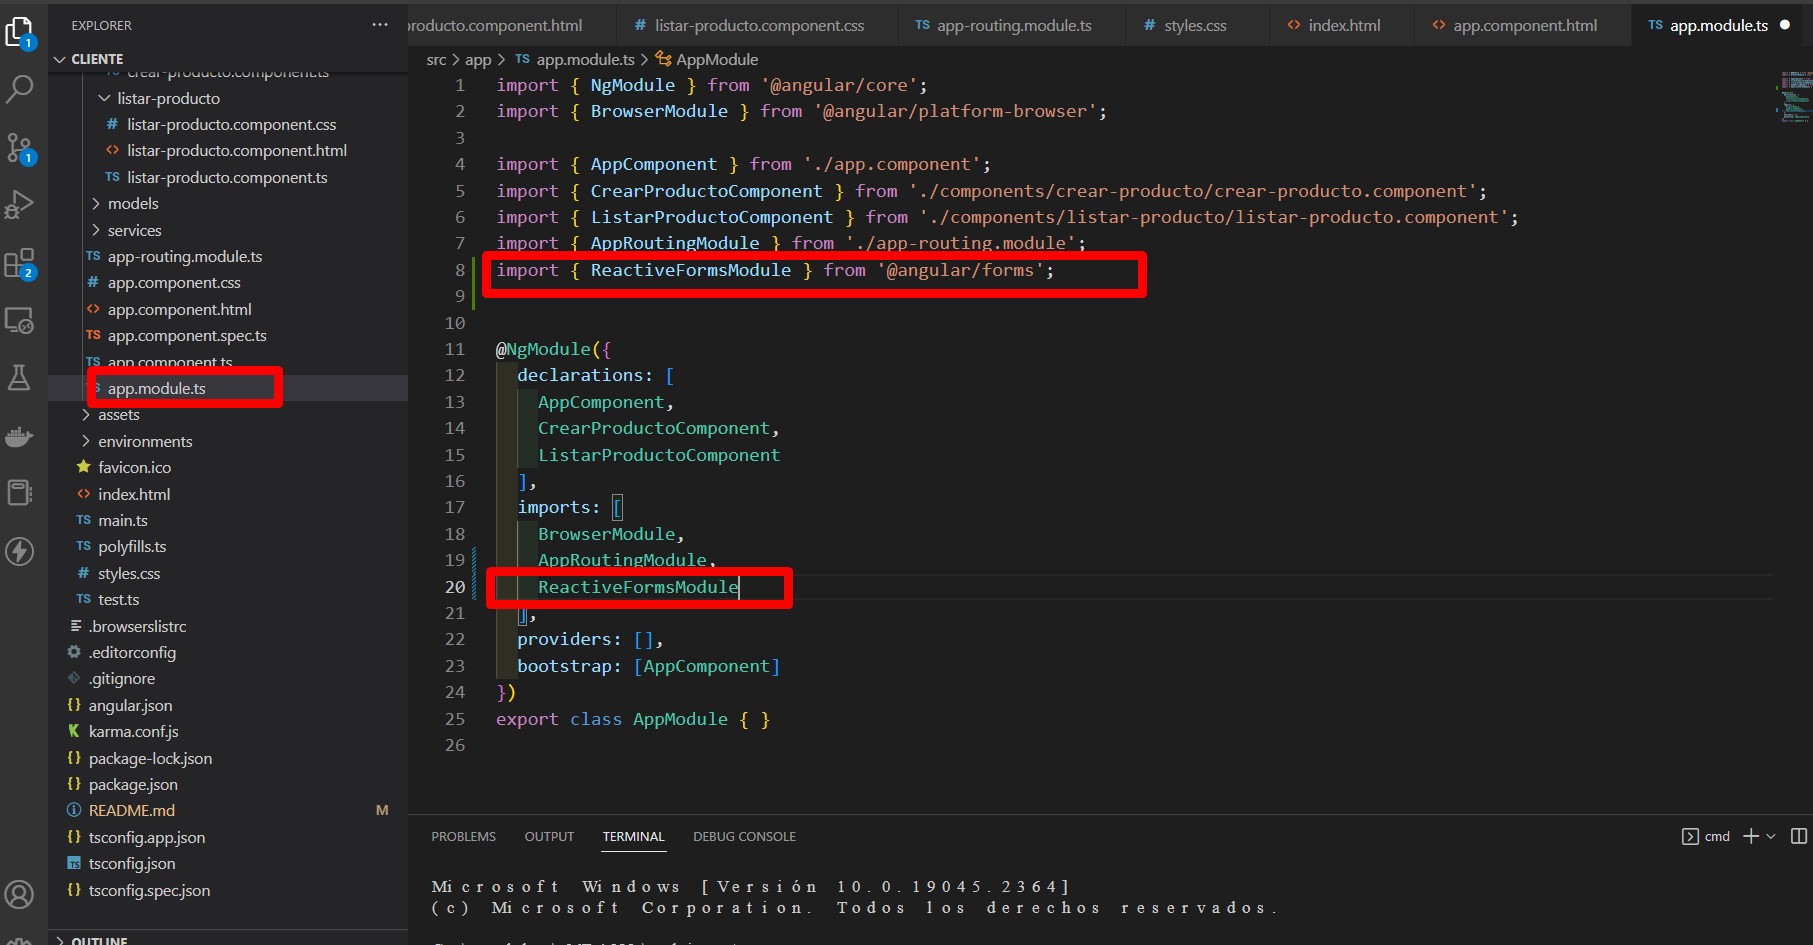 EXPLORER
CLIENTE
crear-producto.component.ts
listar-producto
listar-producto.component.css
listar-producto.component.html
listar-producto.component.ts
models
services
app-routing.module.ts
app.component.css
app.component.html
app.component.spec.ts
app.component.ts
app.module.ts
assets
environments
favicon.ico
index.html
main.ts
polyfills.ts
styles.css
test.ts
.browserslistrc
.editorconfig
.gitignore
angular.json
karma.conf.js
package-lock.json
package.json
README.md M
tsconfig.app.json
tsconfig.json
tsconfig.spec.json
OUTLINE
producto.component.html listar-producto.component.css app-routing.module.ts styles.css index.html app.component.html app.module.ts
src > app > TS app.module.ts > AppModule
1 import { NgModule } from '@angular/core';
2 import { BrowserModule } from '@angular/platform-browser';
3
4 import { AppComponent } from './app.component';
5 import { CrearProductoComponent } from './components/crear-producto/crear-producto.component';
6 import { ListarProductoComponent } from './components/listar-producto/listar-producto.component';
7 import { AppRoutingModule } from './app-routing.module';
8 import { ReactiveFormsModule } from '@angular/forms';
9
10
11 @NgModule({
12 declarations: [
13 AppComponent,
14 CrearProductoComponent,
15 ListarProductoComponent
16 ],
17 imports: [
18 BrowserModule,
19 AppRoutingModule,
20 ReactiveFormsModule
21 ],
22 providers: [],
23 bootstrap: [AppComponent]
24 })
25 export class AppModule { }
26
PROBLEMS OUTPUT TERMINAL DEBUG CONSOLE cmd
Microsoft Windows [Versión 10.0.19045.2364]
(c) Microsoft Corporation. Todos los derechos reservados.